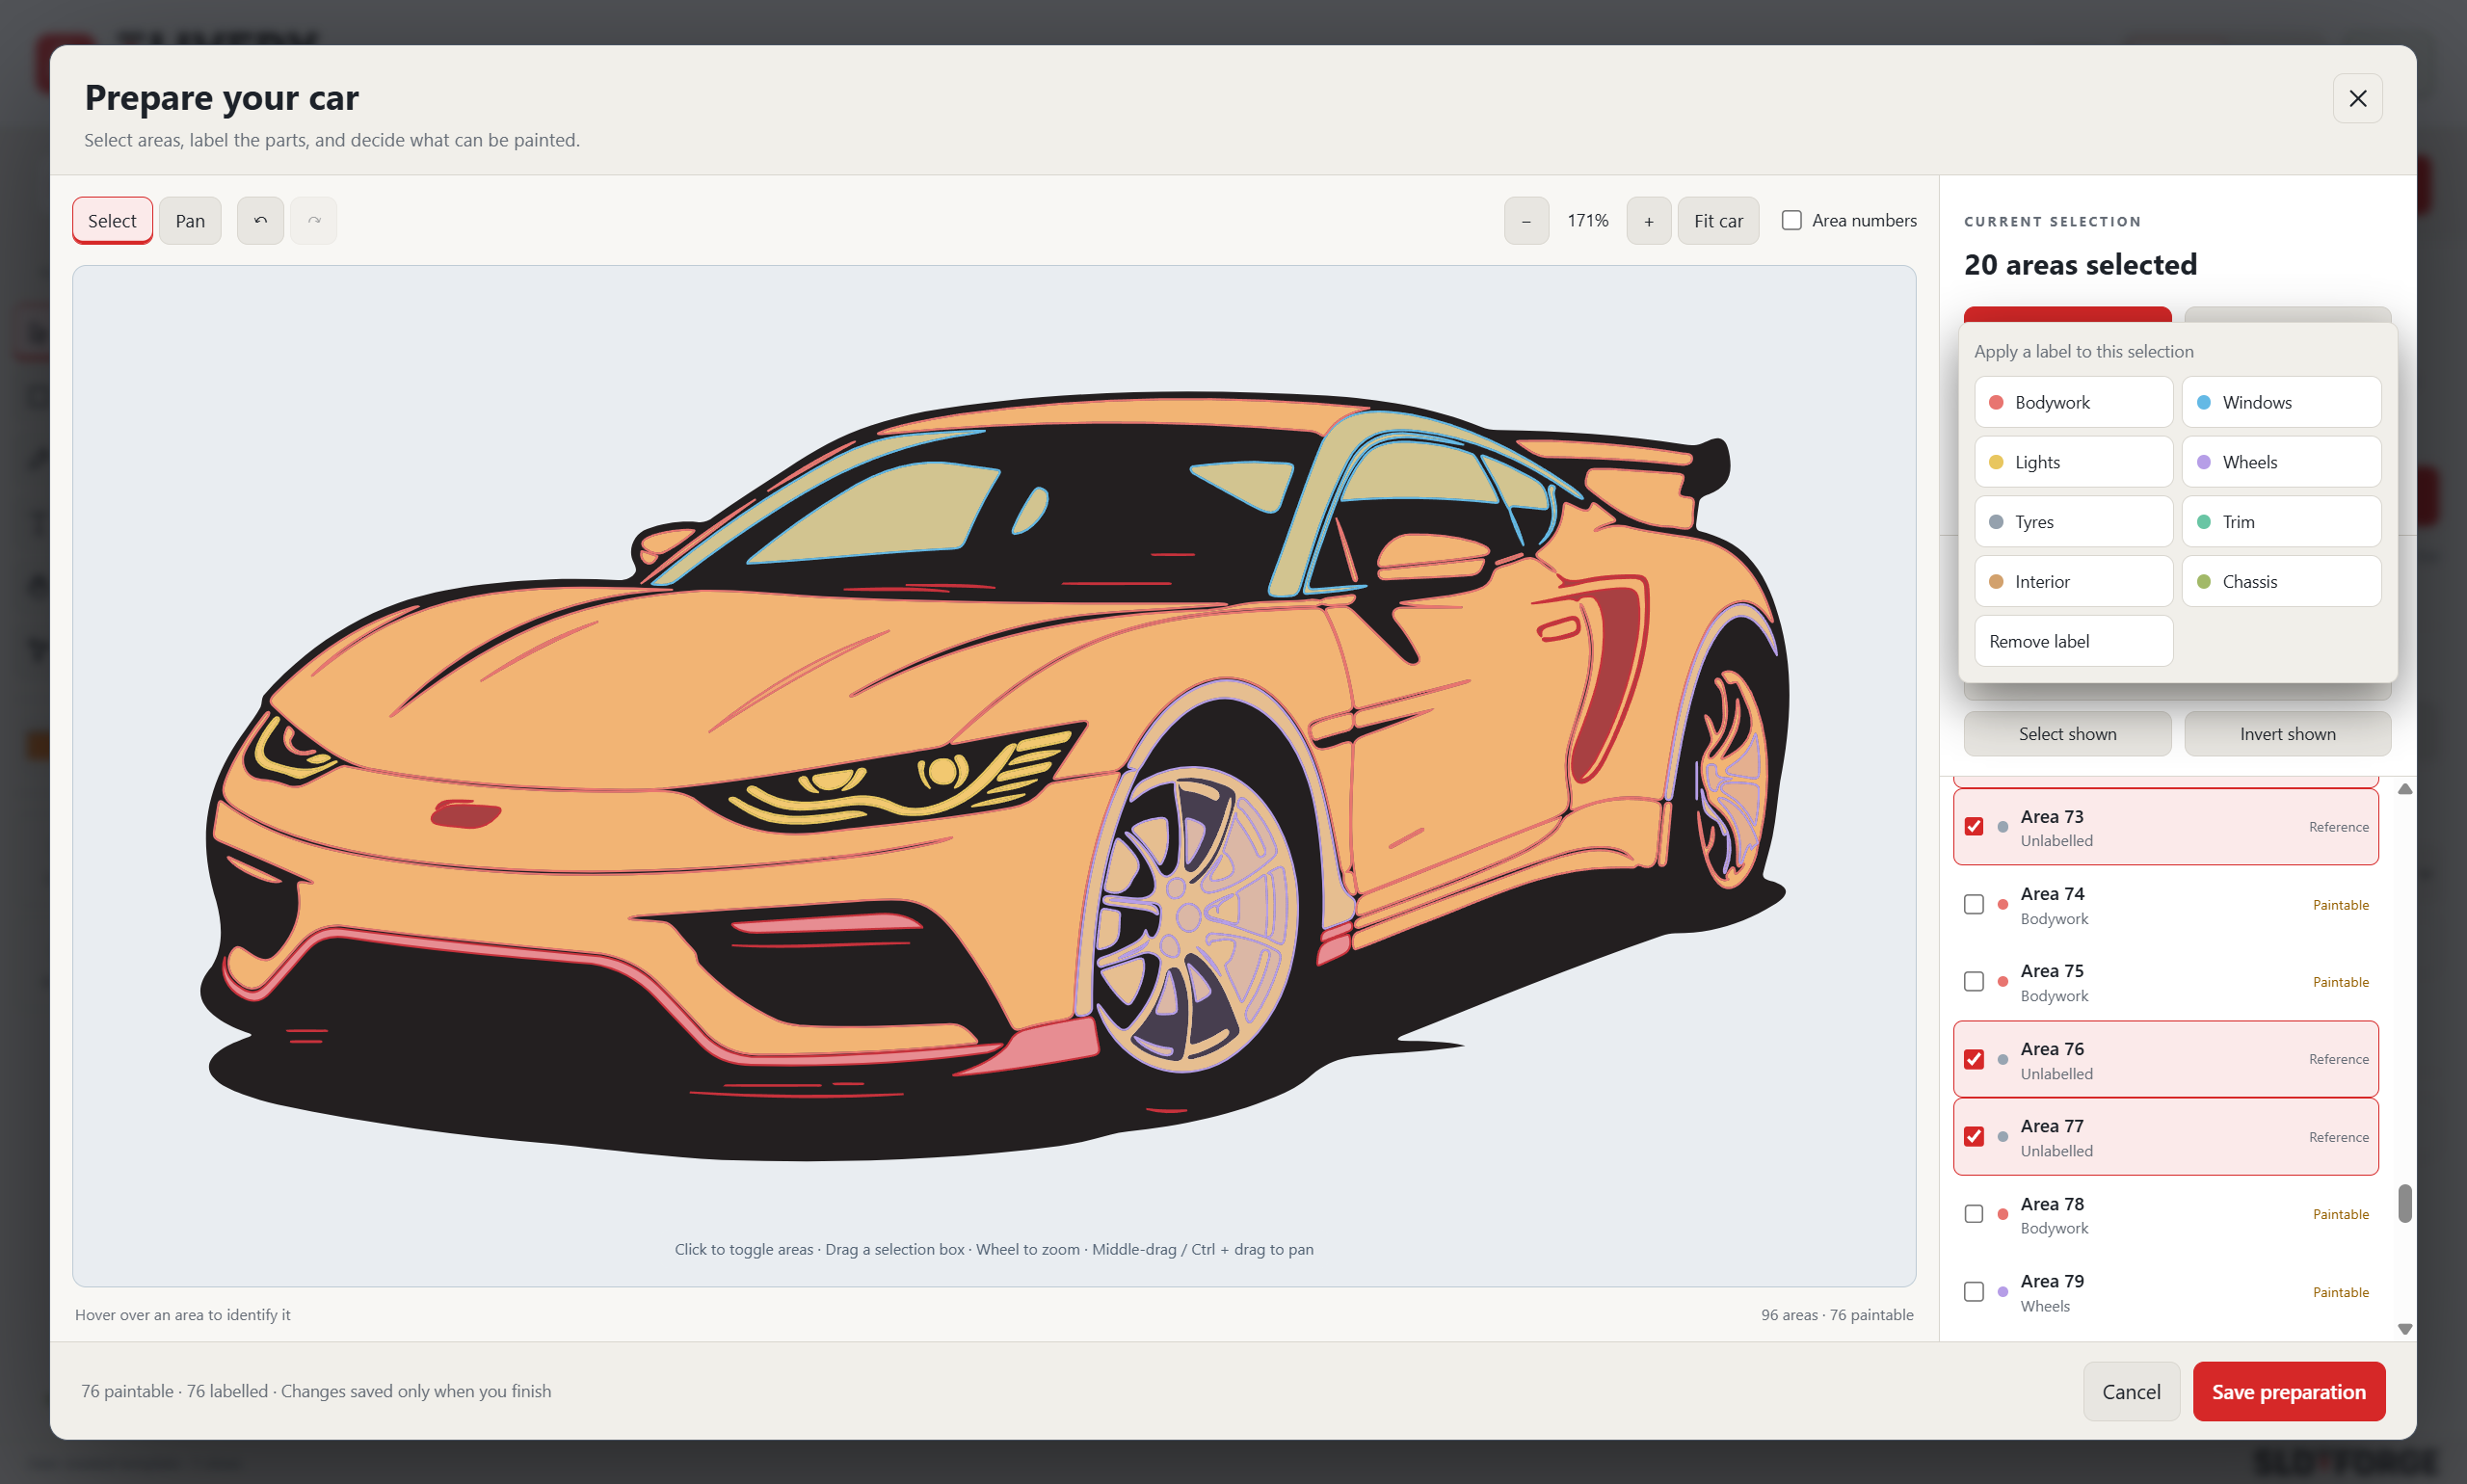 Prepare your car
Select areas, label the parts, and decide what can be painted.
Select
Pan
171%
Fit car
Area numbers
Click to toggle areas · Drag a selection box · Wheel to zoom · Middle-drag / Ctrl + drag to pan
Hover over an area to identify it
96 areas · 76 paintable
CURRENT SELECTION
20 areas selected
Apply a label to this selection
Bodywork
Windows
Lights
Wheels
Tyres
Trim
Interior
Chassis
Remove label
Select shown
Invert shown
Area 73
Unlabelled
Reference
Area 74
Bodywork
Paintable
Area 75
Bodywork
Paintable
Area 76
Unlabelled
Reference
Area 77
Unlabelled
Reference
Area 78
Bodywork
Paintable
Area 79
Wheels
Paintable
76 paintable · 76 labelled · Changes saved only when you finish
Cancel
Save preparation